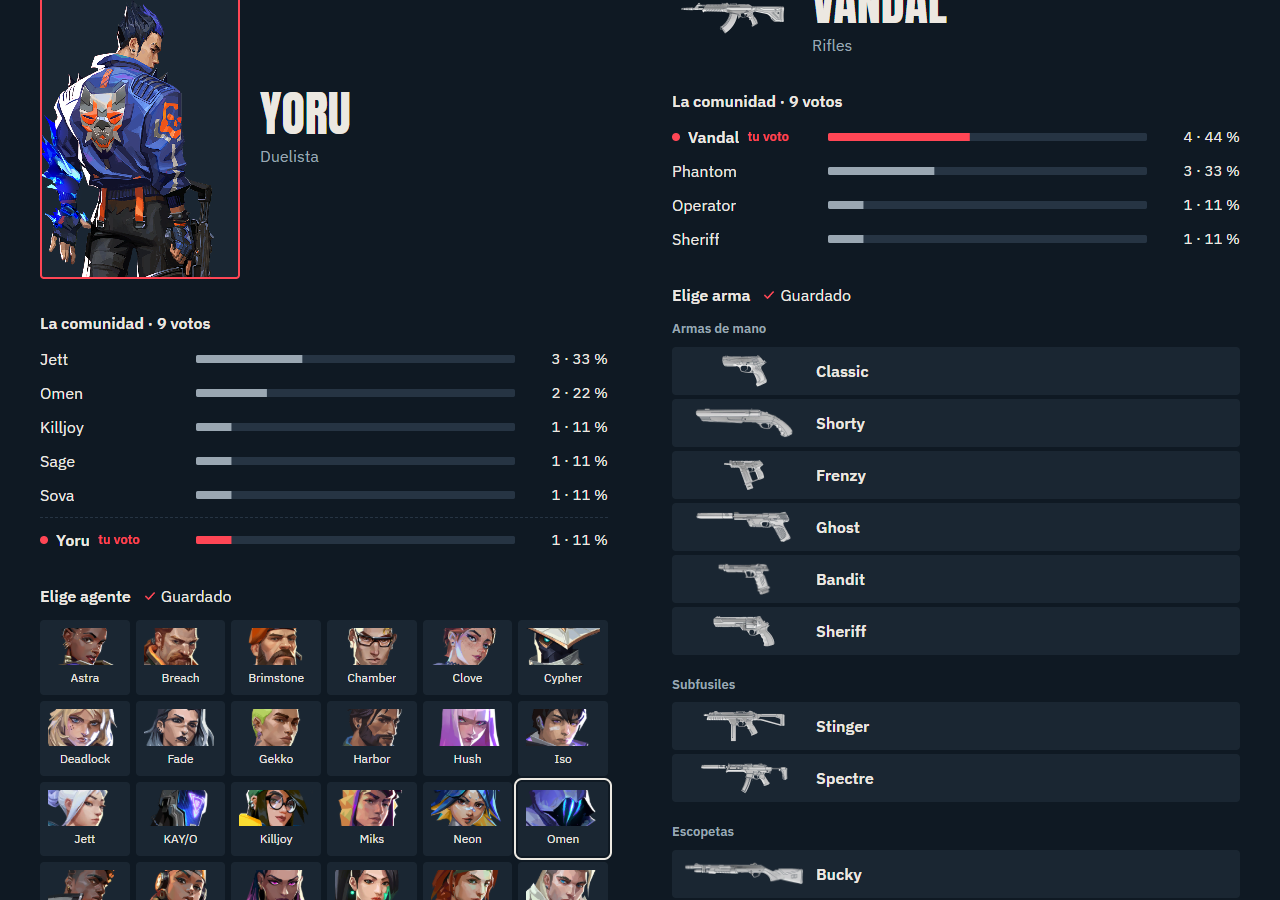 YORU
Duelista
La comunidad · 9 votos
Jett 3 · 33 %
Omen 2 · 22 %
Killjoy 1 · 11 %
Sage 1 · 11 %
Sova 1 · 11 %
Yoru tu voto 1 · 11 %
Elige agente Guardado
Astra Breach Brimstone Chamber Clove Cypher
Deadlock Fade Gekko Harbor Hush Iso
Jett KAY/O Killjoy Miks Neon Omen
VANDAL
Rifles
La comunidad · 9 votos
Vandal tu voto 4 · 44 %
Phantom 3 · 33 %
Operator 1 · 11 %
Sheriff 1 · 11 %
Elige arma Guardado
Armas de mano
Classic
Shorty
Frenzy
Ghost
Bandit
Sheriff
Subfusiles
Stinger
Spectre
Escopetas
Bucky